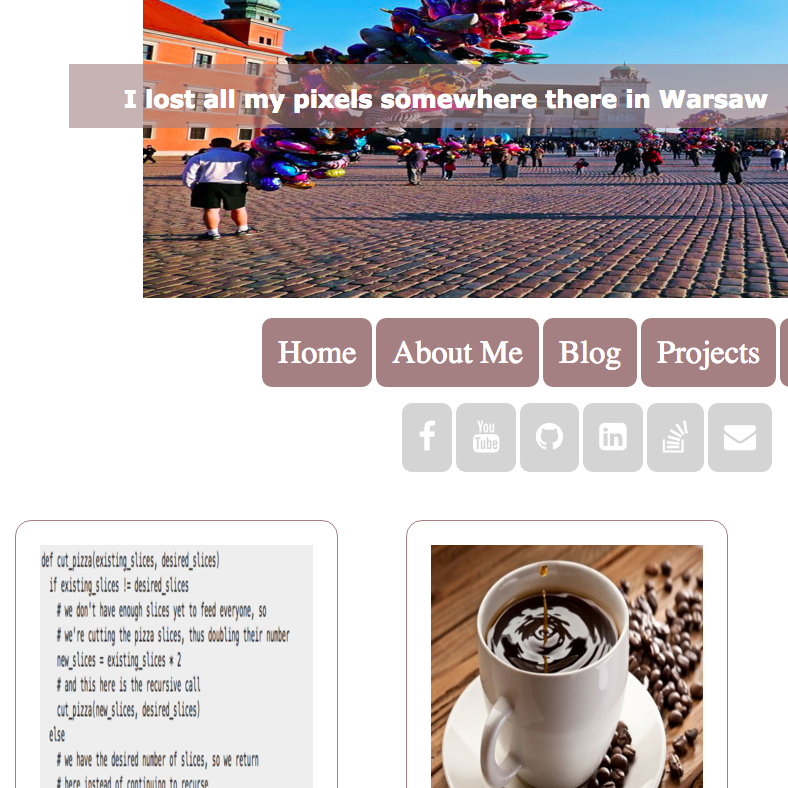 I lost all my pixels somewhere there in Warsaw
Home About Me Blog Projects
You
Tube
in
def cut_pizza(existing_slices, desired_slices)
if existing_slices != desired_slices
# we don't have enough slices yet to feed everyone, so
# we're cutting the pizza slices, thus doubling their number
new_slices = existing_slices * 2
# and this here is the recursive call
cut_pizza(new_slices, desired_slices)
else
# we have the desired number of slices, so we return
# here instead of continuing to recurse